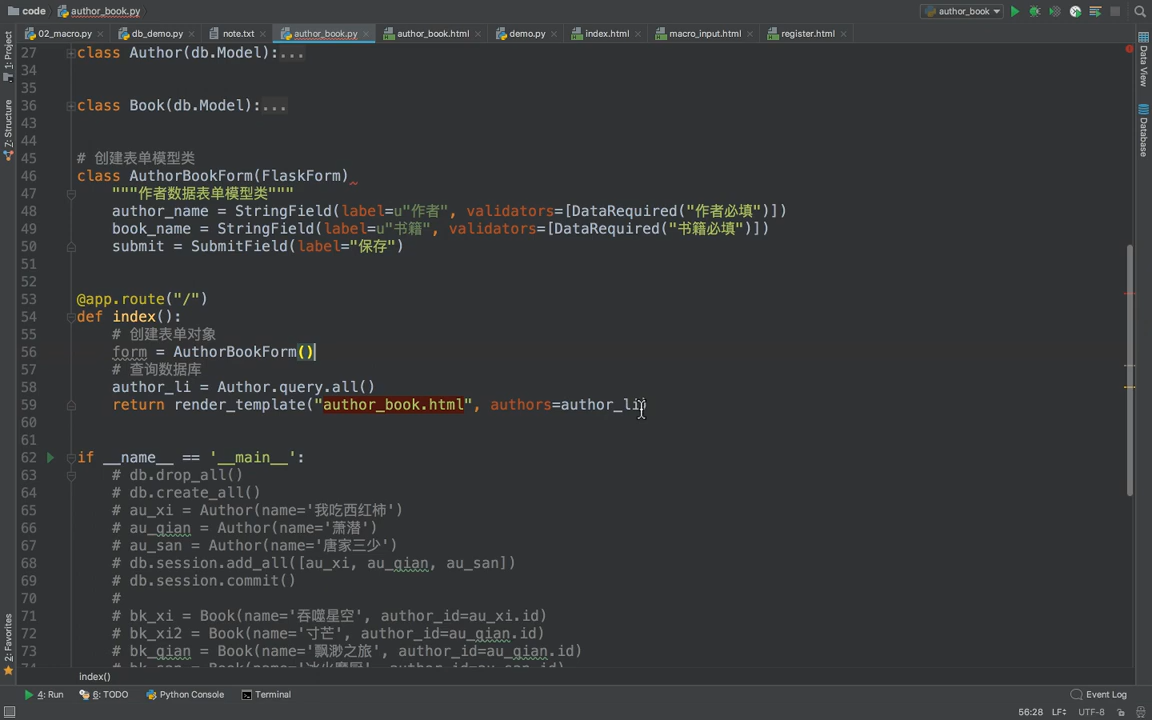 code author_book.py author_book
02_macro.py db_demo.py note.txt author_book.py author_book.html demo.py index.html macro_input.html register.html
1: Project
Z: Structure
2: Favorites
Data View
Database
27 class Author(db.Model):...
34
35
36 class Book(db.Model):...
43
44
45 # 创建表单模型类
46 class AuthorBookForm(FlaskForm)
47 """作者数据表单模型类"""
48 author_name = StringField(label=u"作者", validators=[DataRequired("作者必填")])
49 book_name = StringField(label=u"书籍", validators=[DataRequired("书籍必填")])
50 submit = SubmitField(label="保存")
51
52
53 @app.route("/")
54 def index():
55 # 创建表单对象
56 form = AuthorBookForm()
57 # 查询数据库
58 author_li = Author.query.all()
59 return render_template("author_book.html", authors=author_li)
60
61
62 if __name__ == '__main__':
63 # db.drop_all()
64 # db.create_all()
65 # au_xi = Author(name='我吃西红柿')
66 # au_qian = Author(name='萧潜')
67 # au_san = Author(name='唐家三少')
68 # db.session.add_all([au_xi, au_qian, au_san])
69 # db.session.commit()
70 #
71 # bk_xi = Book(name='吞噬星空', author_id=au_xi.id)
72 # bk_xi2 = Book(name='寸芒', author_id=au_qian.id)
73 # bk_qian = Book(name='飘渺之旅', author_id=au_qian.id)
index()
4: Run 6: TODO Python Console Terminal Event Log
56:28 LF UTF-8